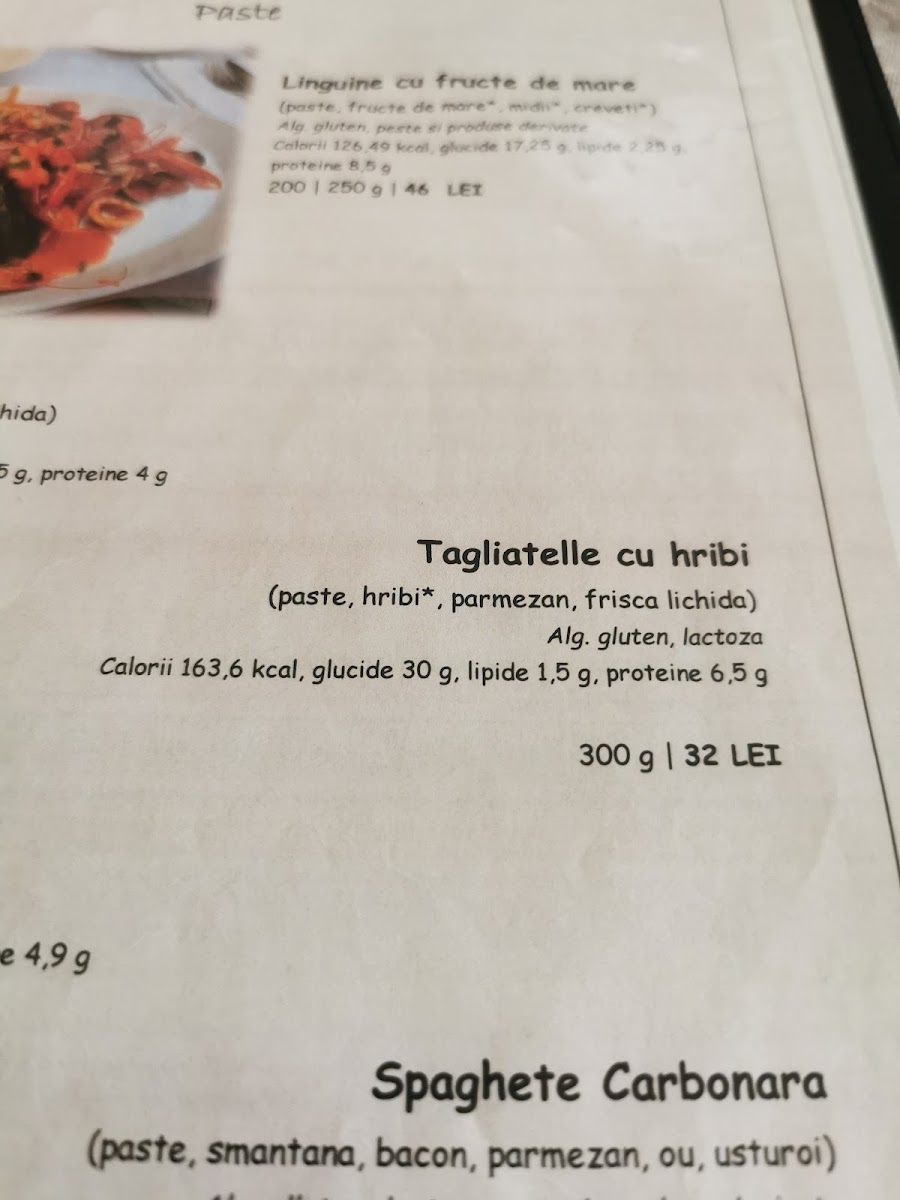 Paste
Linguine cu fructe de mare
(paste, fructe de mare*, midii*, creveti*)
Alg. gluten, peste si produse derivate
Calorii 126,49 kcal, glucide 17,25 g, lipide 2,25 g,
proteine 8,5 g
200 | 250 g | 46 LEI
hida)
5 g, proteine 4 g
Tagliatelle cu hribi
(paste, hribi*, parmezan, frisca lichida)
Alg. gluten, lactoza
Calorii 163,6 kcal, glucide 30 g, lipide 1,5 g, proteine 6,5 g
300 g | 32 LEI
e 4,9 g
Spaghete Carbonara
(paste, smantana, bacon, parmezan, ou, usturoi)